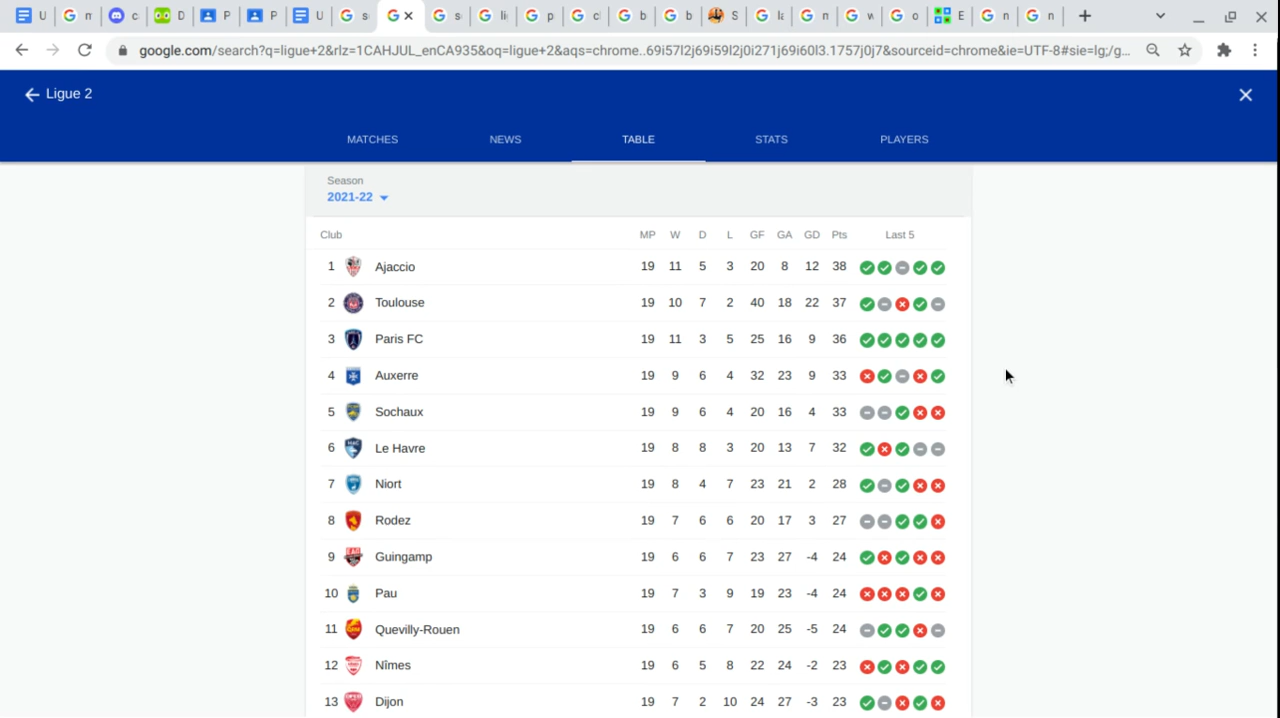 U m c D P P U s G s li p cl b b S la m w o E n n
google.com/search?q=ligue+2&rlz=1CAHJUL_enCA935&oq=ligue+2&aqs=chrome..69i57l2j69i59l2j0i271j69i60l3.1757j0j7&sourceid=chrome&ie=UTF-8#sie=lg;/g...
Ligue 2
MATCHES NEWS TABLE STATS PLAYERS
Season
2021-22
Club MP W D L GF GA GD Pts Last 5
1 Ajaccio 19 11 5 3 20 8 12 38
2 Toulouse 19 10 7 2 40 18 22 37
3 Paris FC 19 11 3 5 25 16 9 36
4 Auxerre 19 9 6 4 32 23 9 33
5 Sochaux 19 9 6 4 20 16 4 33
6 Le Havre 19 8 8 3 20 13 7 32
7 Niort 19 8 4 7 23 21 2 28
8 Rodez 19 7 6 6 20 17 3 27
9 Guingamp 19 6 6 7 23 27 -4 24
10 Pau 19 7 3 9 19 23 -4 24
11 Quevilly-Rouen 19 6 6 7 20 25 -5 24
12 Nîmes 19 6 5 8 22 24 -2 23
13 Dijon 19 7 2 10 24 27 -3 23